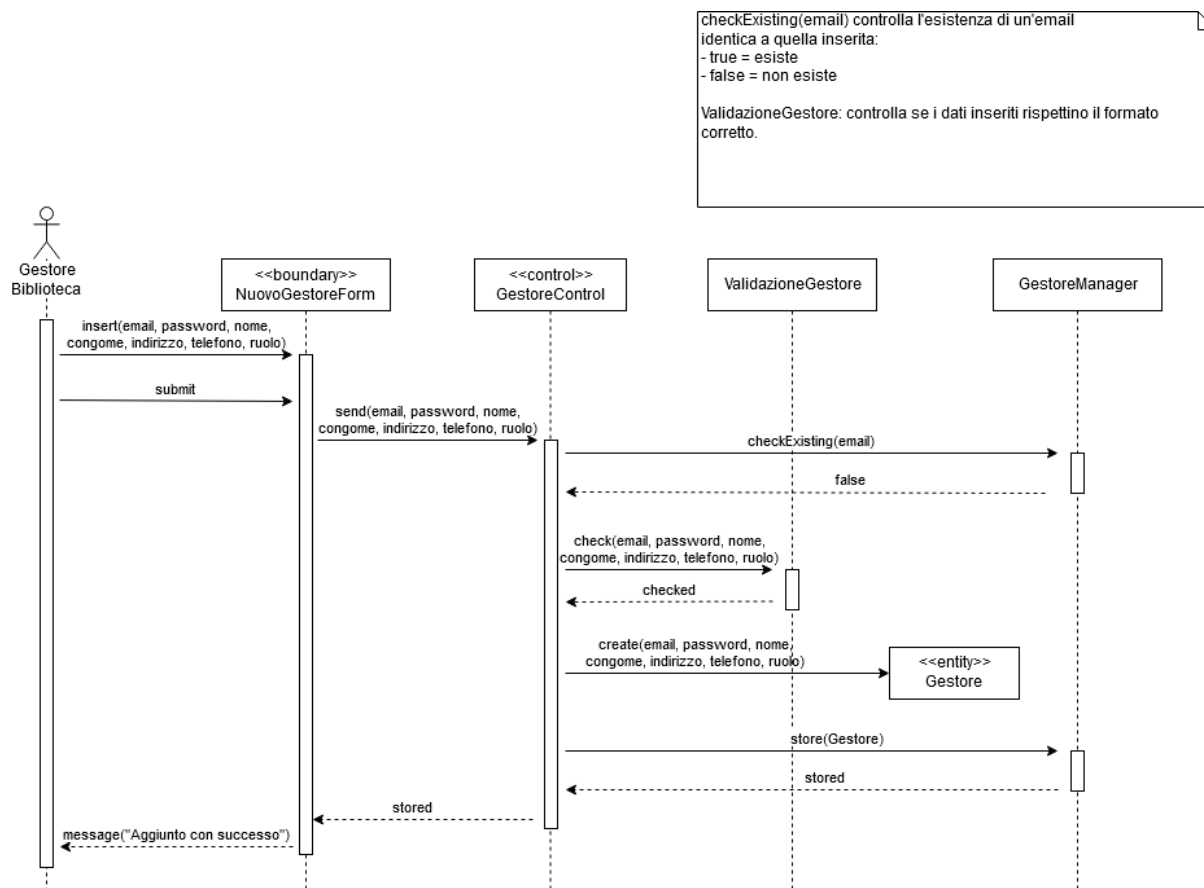 checkExisting(email) controlla l'esistenza di un'email
identica a quella inserita:
- true = esiste
- false = non esiste
ValidazioneGestore: controlla se i dati inseriti rispettino il formato
corretto.
Gestore
Biblioteca
<<boundary>>
NuovoGestoreForm
<<control>>
GestoreControl
ValidazioneGestore
GestoreManager
insert(email, password, nome,
congome, indirizzo, telefono, ruolo)
submit
send(email, password, nome,
congome, indirizzo, telefono, ruolo)
checkExisting(email)
false
check(email, password, nome,
congome, indirizzo, telefono, ruolo)
checked
create(email, password, nome,
congome, indirizzo, telefono, ruolo)
<<entity>>
Gestore
store(Gestore)
stored
stored
message("Aggiunto con successo")